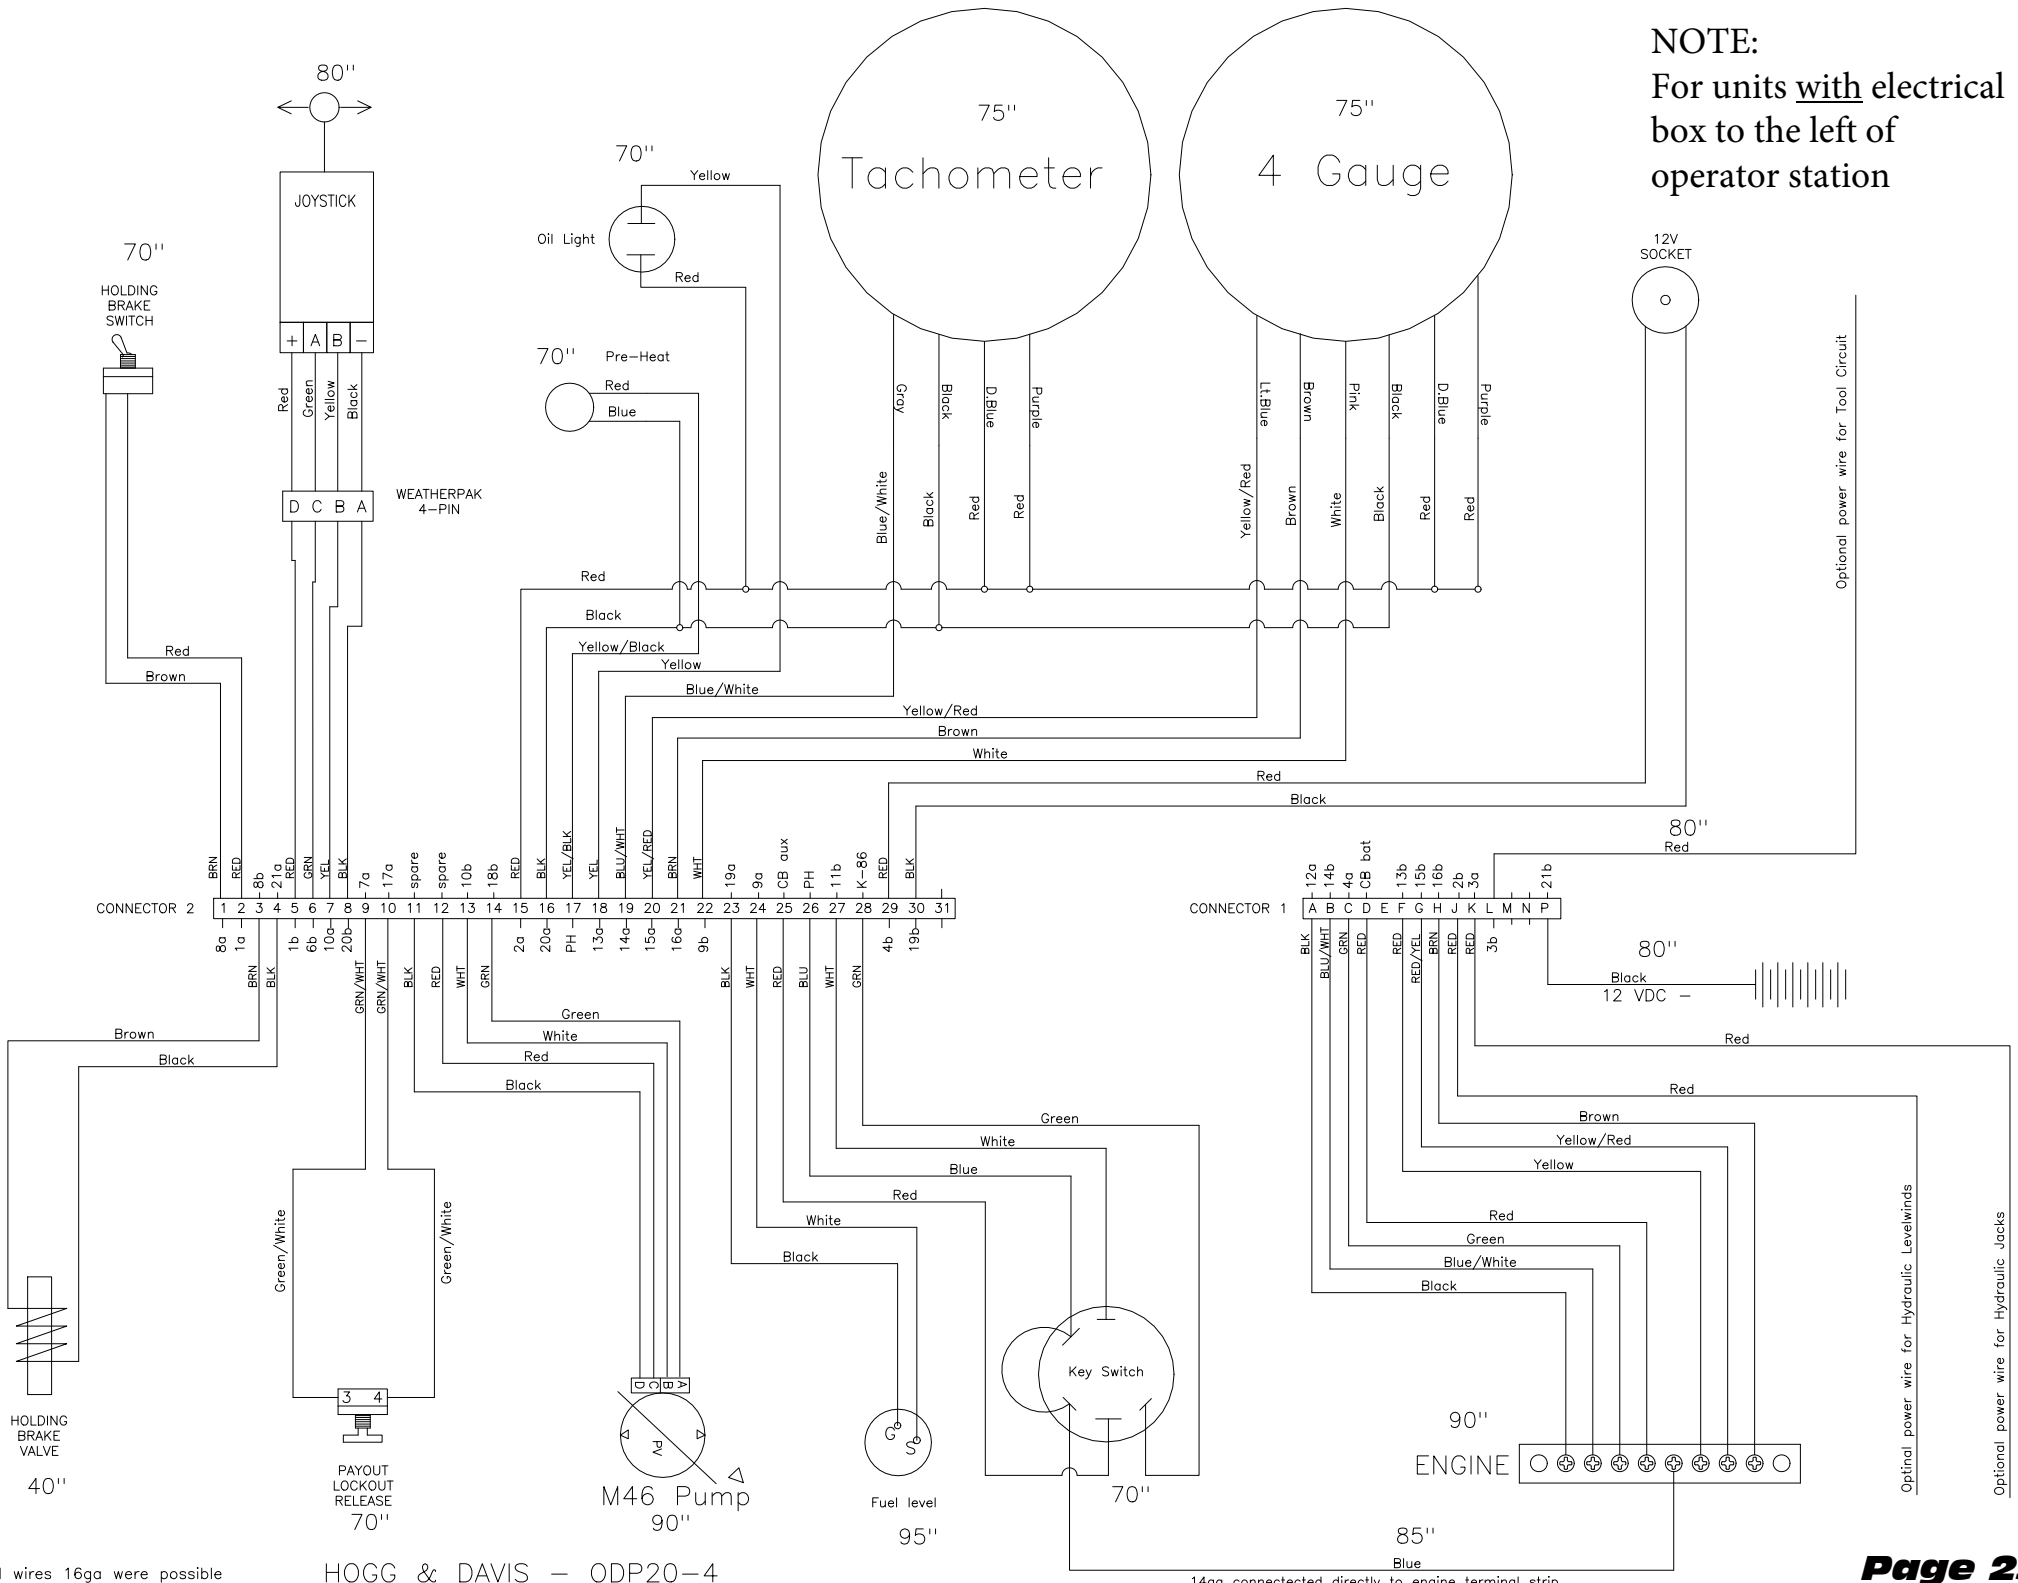 NOTE:
For units with electrical
box to the left of
operator station
80"
JOYSTICK
+ A B −
Red
Green
Yellow
Black
D C B A
WEATHERPAK
4−PIN
70"
HOLDING
BRAKE
SWITCH
Red
Brown
70"
Yellow
Oil Light
Red
70"
Pre−Heat
Red
Blue
75"
Tachometer
Gray
Black
D.Blue
Purple
Blue/White
Black
Red
Red
75"
4 Gauge
Lt.Blue
Brown
Pink
Black
D.Blue
Purple
Yellow/Red
Brown
White
Black
Red
Red
12V
SOCKET
Optional power wire for Tool Circuit
Red
Black
Yellow/Black
Yellow
Blue/White
Yellow/Red
Brown
White
Red
Black
80"
Red
BRN
RED
8b
21a
RED
GRN
YEL
BLK
7a
17a
spare
spare
10b
18b
RED
BLK
YEL/BLK
YEL
BLU/WHT
YEL/RED
BRN
WHT
19a
9a
CB aux
PH
11b
K−86
RED
BLK
CONNECTOR 2
1 2 3 4 5 6 7 8 9 10 11 12 13 14 15 16 17 18 19 20 21 22 23 24 25 26 27 28 29 30 31
8a
1a
BRN
BLK
1b
6b
10a
20b
GRN/WHT
GRN/WHT
BLK
RED
WHT
GRN
2a
20a
PH
13a
14a
15a
16a
9b
BLK
WHT
RED
BLU
WHT
GRN
4b
19b
12a
14b
4a
CB bat
13b
15b
16b
2b
3a
21b
CONNECTOR 1
A B C D E F G H J K L M N P
BLK
BLU/WHT
GRN
RED
RED
RED/YEL
BRN
RED
RED
3b
80"
Black
12 VDC −
Brown
Black
Green
White
Red
Black
Green
White
Blue
Red
White
Black
Red
Red
Brown
Yellow/Red
Yellow
Red
Green
Blue/White
Black
Green/White
Green/White
Optinal power wire for Hydraulic Levelwinds
Optional power wire for Hydraulic Jacks
HOLDING
BRAKE
VALVE
40"
3 4
PAYOUT
LOCKOUT
RELEASE
70"
D C B A
PV
M46 Pump
90"
G
S
Fuel level
95"
Key Switch
70"
90"
ENGINE
85"
Blue
14ga connectected directly to engine terminal strip
wires 16ga were possible
HOGG & DAVIS − ODP20−4
Page 2